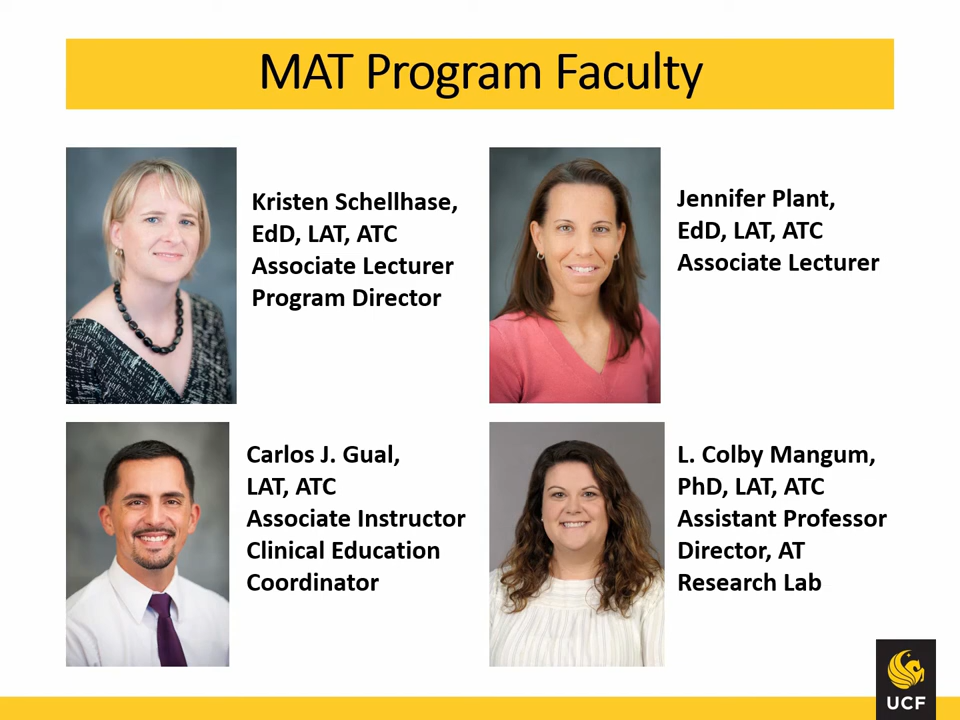 MAT Program Faculty
Kristen Schellhase,
EdD, LAT, ATC
Associate Lecturer
Program Director
Jennifer Plant,
EdD, LAT, ATC
Associate Lecturer
Carlos J. Gual,
LAT, ATC
Associate Instructor
Clinical Education
Coordinator
L. Colby Mangum,
PhD, LAT, ATC
Assistant Professor
Director, AT
Research Lab
UCF